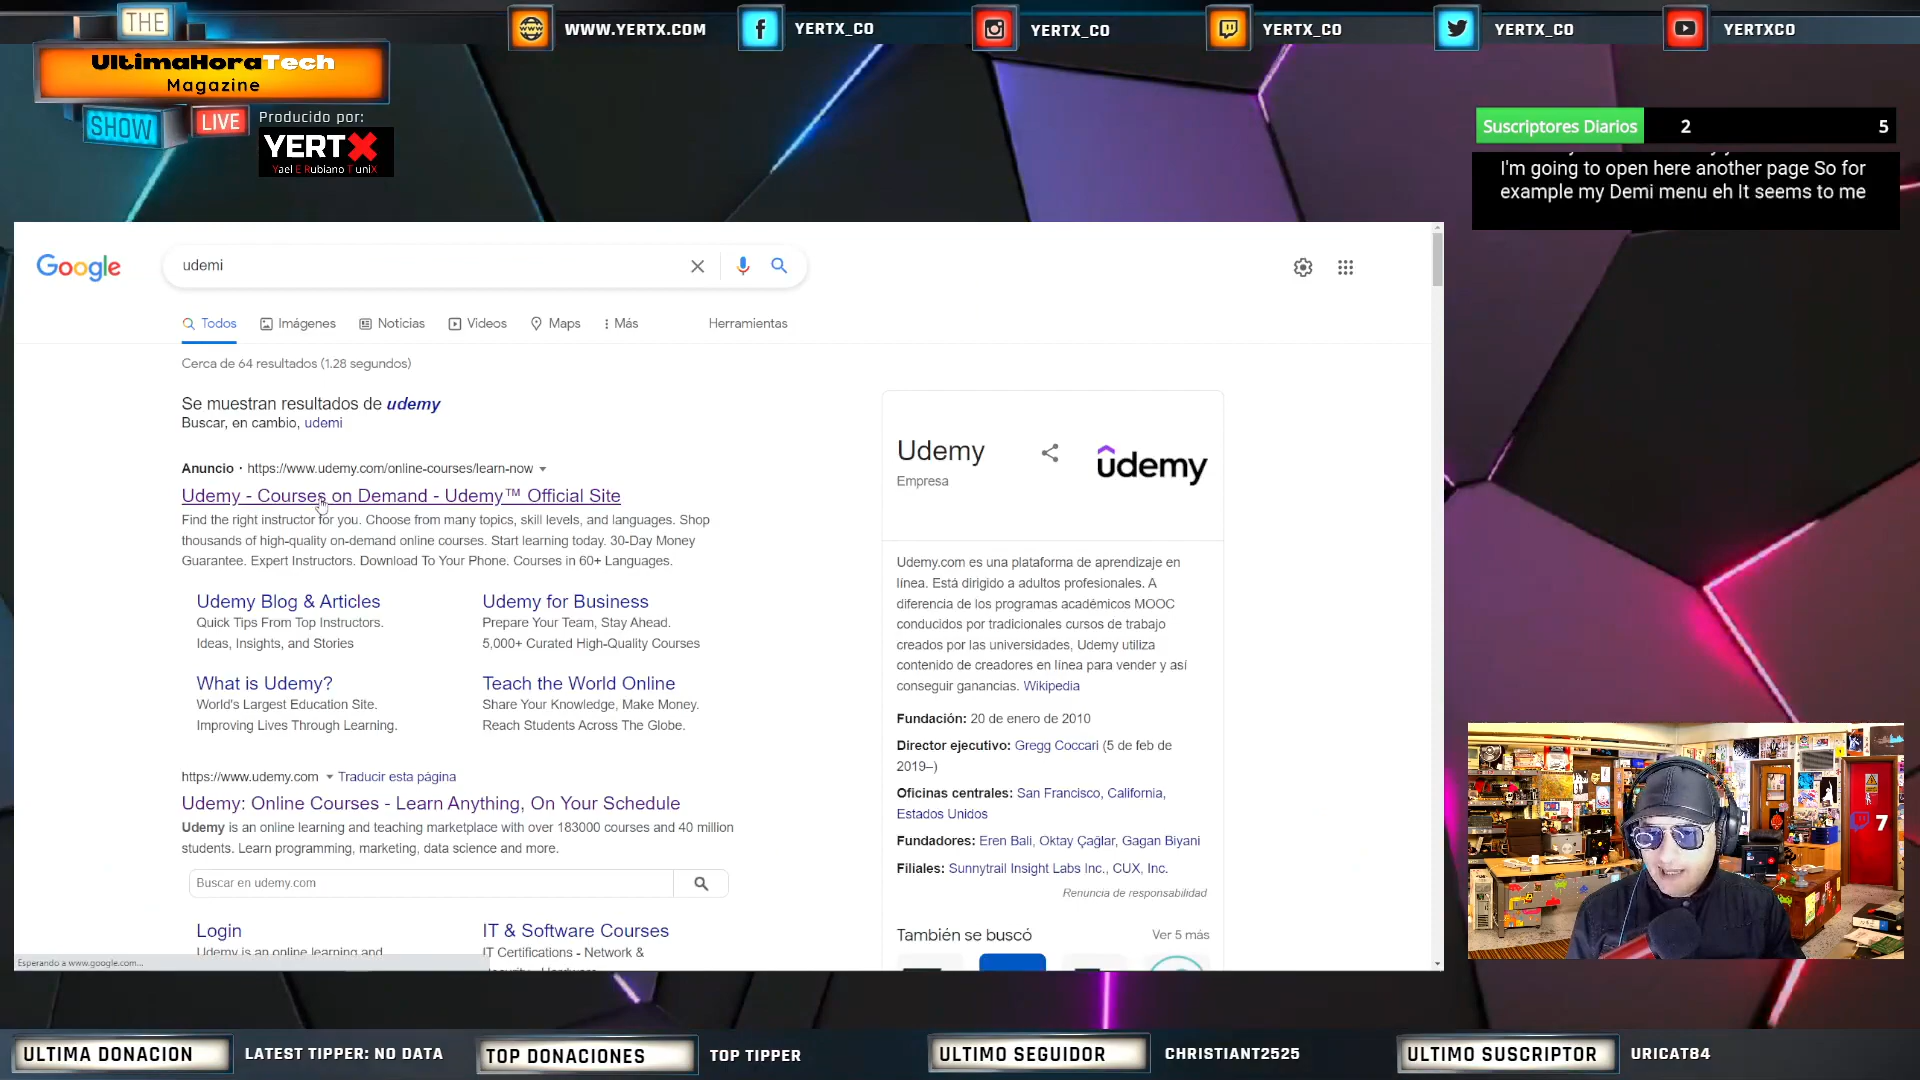 THE
UltimaHoraTech
Magazine
SHOW
LIVE
Producido por:
YERTX
Yael E Rubiano T uniX
WWW.YERTX.COM
YERTX_CO
YERTX_CO
YERTX_CO
YERTX_CO
YERTXCO
Suscriptores Diarios 2 5
I'm going to open here another page So for
example my Demi menu eh It seems to me
Google
udemi
Todos Imágenes Noticias Videos Maps Más Herramientas
Cerca de 64 resultados (1.28 segundos)
Se muestran resultados de udemy
Buscar, en cambio, udemi
Anuncio · https://www.udemy.com/online-courses/learn-now
Udemy - Courses on Demand - Udemy™ Official Site
Find the right instructor for you. Choose from many topics, skill levels, and languages. Shop
thousands of high-quality on-demand online courses. Start learning today. 30-Day Money
Guarantee. Expert Instructors. Download To Your Phone. Courses in 60+ Languages.
Udemy Blog & Articles
Quick Tips From Top Instructors.
Ideas, Insights, and Stories
Udemy for Business
Prepare Your Team, Stay Ahead.
5,000+ Curated High-Quality Courses
What is Udemy?
World's Largest Education Site.
Improving Lives Through Learning.
Teach the World Online
Share Your Knowledge, Make Money.
Reach Students Across The Globe.
https://www.udemy.com Traducir esta página
Udemy: Online Courses - Learn Anything, On Your Schedule
Udemy is an online learning and teaching marketplace with over 183000 courses and 40 million
students. Learn programming, marketing, data science and more.
Buscar en udemy.com
Login
Udemy is an online learning and
IT & Software Courses
IT Certifications - Network &
Esperando a www.google.com...
Udemy
Empresa
udemy
Udemy.com es una plataforma de aprendizaje en
línea. Está dirigido a adultos profesionales. A
diferencia de los programas académicos MOOC
conducidos por tradicionales cursos de trabajo
creados por las universidades, Udemy utiliza
contenido de creadores en línea para vender y así
conseguir ganancias. Wikipedia
Fundación: 20 de enero de 2010
Director ejecutivo: Gregg Coccari (5 de feb de
2019–)
Oficinas centrales: San Francisco, California,
Estados Unidos
Fundadores: Eren Bali, Oktay Çağlar, Gagan Biyani
Filiales: Sunnytrail Insight Labs Inc., CUX, Inc.
Renuncia de responsabilidad
También se buscó Ver 5 más
7
ULTIMA DONACION LATEST TIPPER: NO DATA
TOP DONACIONES TOP TIPPER
ULTIMO SEGUIDOR CHRISTIANT2525
ULTIMO SUSCRIPTOR URICAT84